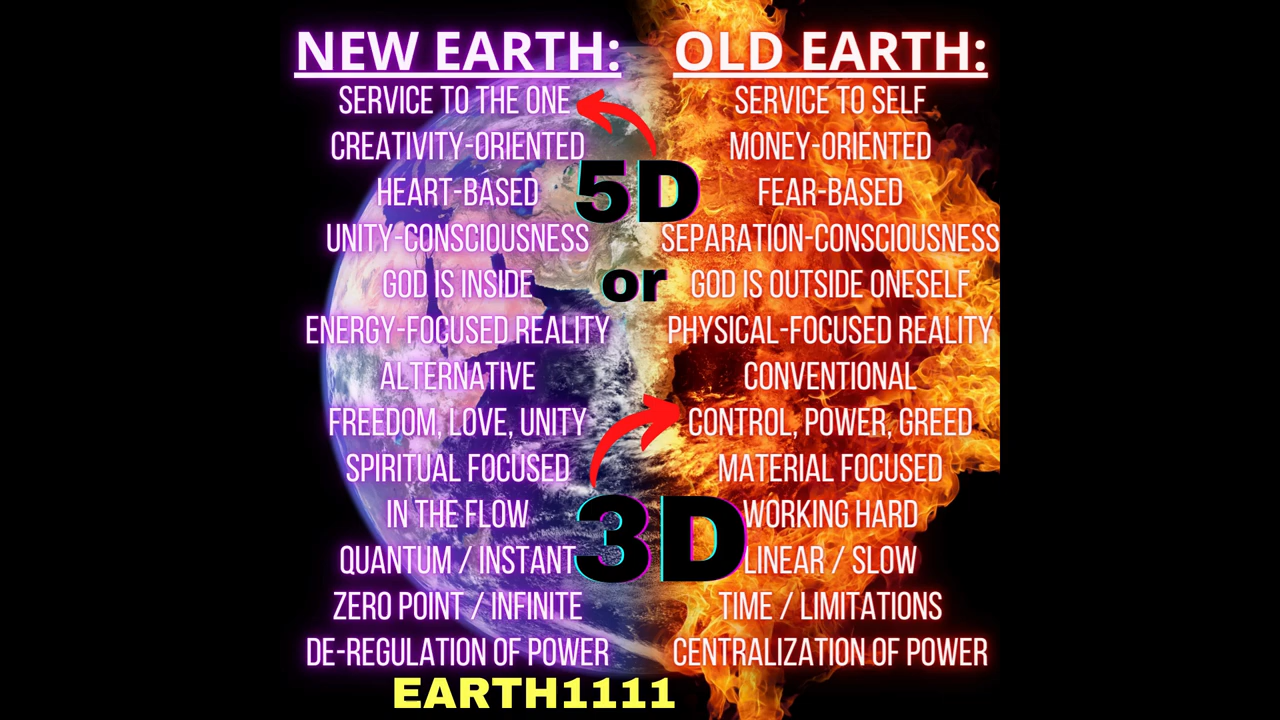 NEW EARTH:
SERVICE TO THE ONE
CREATIVITY-ORIENTED
HEART-BASED
UNITY-CONSCIOUSNESS
GOD IS INSIDE
ENERGY-FOCUSED REALITY
ALTERNATIVE
FREEDOM, LOVE, UNITY
SPIRITUAL FOCUSED
IN THE FLOW
QUANTUM / INSTANT
ZERO POINT / INFINITE
DE-REGULATION OF POWER
5D
or
3D
OLD EARTH:
SERVICE TO SELF
MONEY-ORIENTED
FEAR-BASED
SEPARATION-CONSCIOUSNESS
GOD IS OUTSIDE ONESELF
PHYSICAL-FOCUSED REALITY
CONVENTIONAL
CONTROL, POWER, GREED
MATERIAL FOCUSED
WORKING HARD
LINEAR / SLOW
TIME / LIMITATIONS
CENTRALIZATION OF POWER
EARTH1111